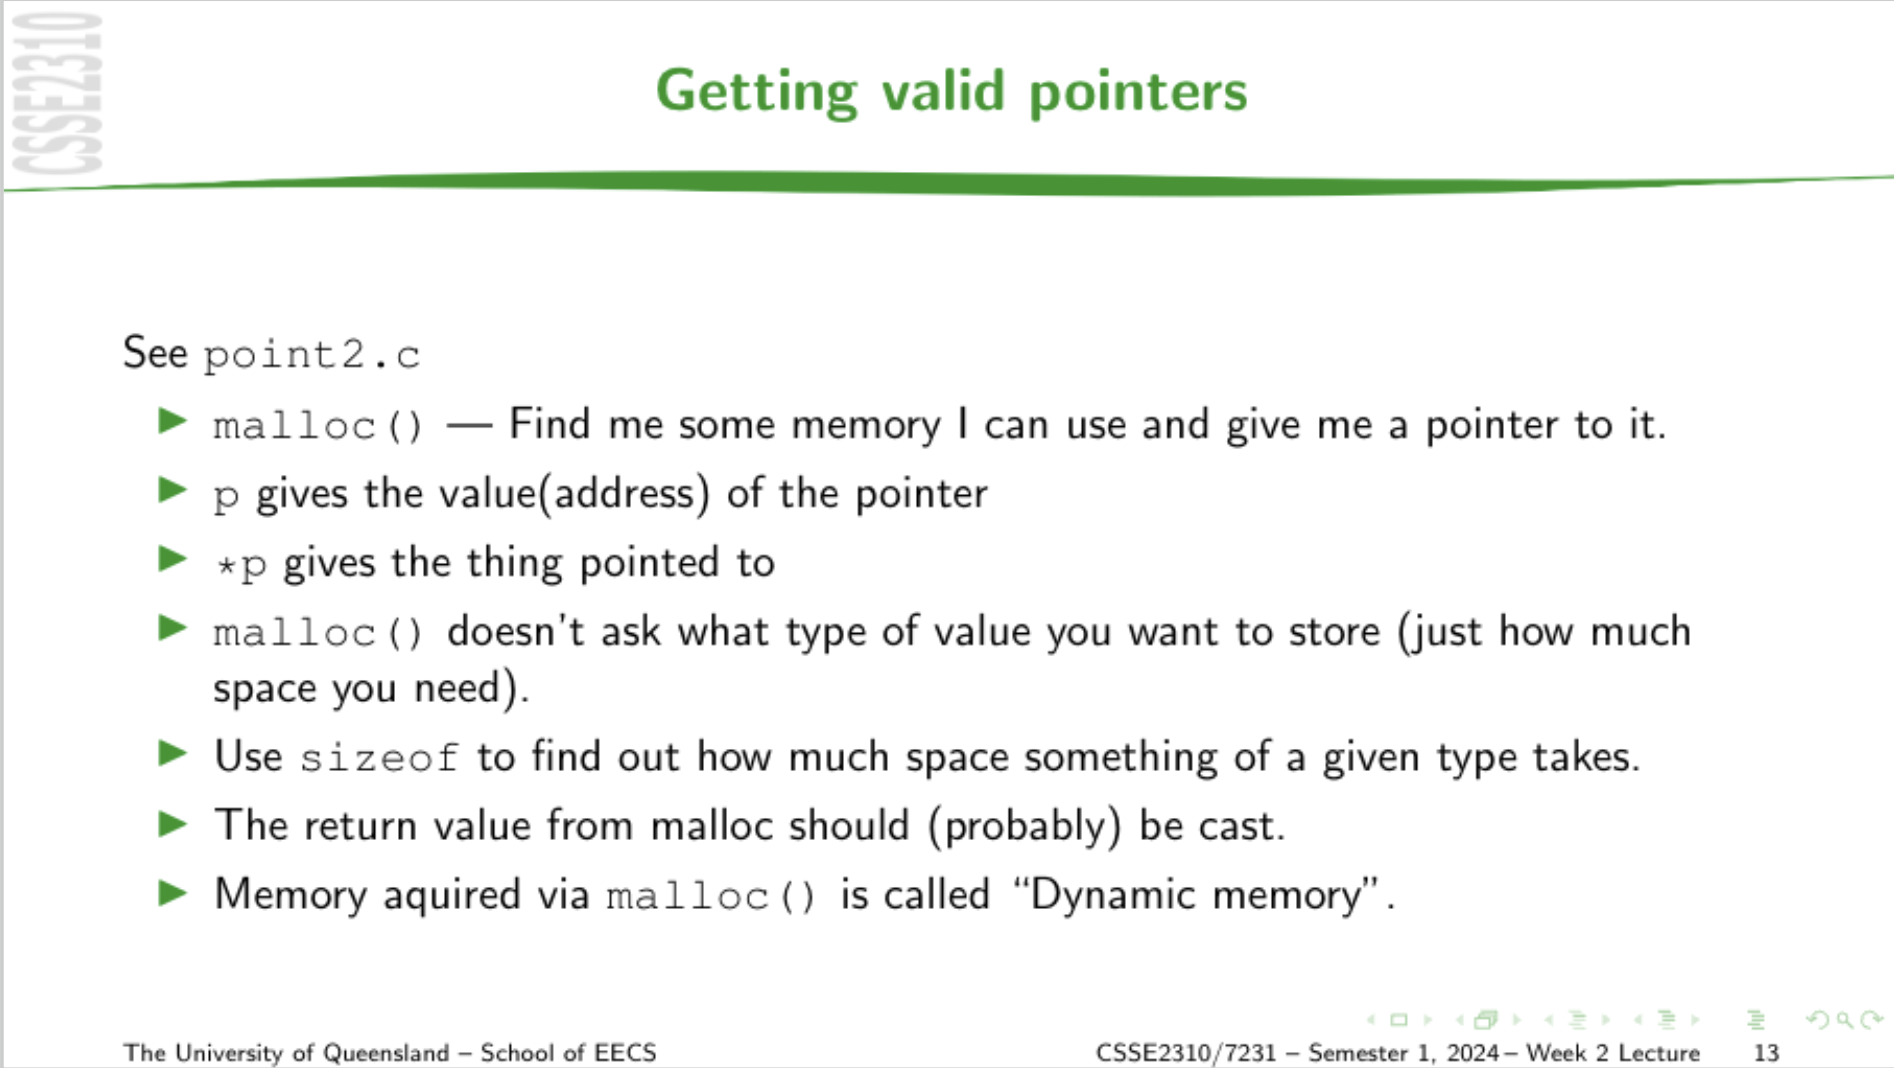 CSSE2310
Getting valid pointers
See point2.c
▶ malloc() — Find me some memory I can use and give me a pointer to it.
▶ p gives the value(address) of the pointer
▶ *p gives the thing pointed to
▶ malloc() doesn't ask what type of value you want to store (just how much
space you need).
▶ Use sizeof to find out how much space something of a given type takes.
▶ The return value from malloc should (probably) be cast.
▶ Memory aquired via malloc() is called “Dynamic memory”.
The University of Queensland – School of EECS
CSSE2310/7231 – Semester 1, 2024– Week 2 Lecture 13